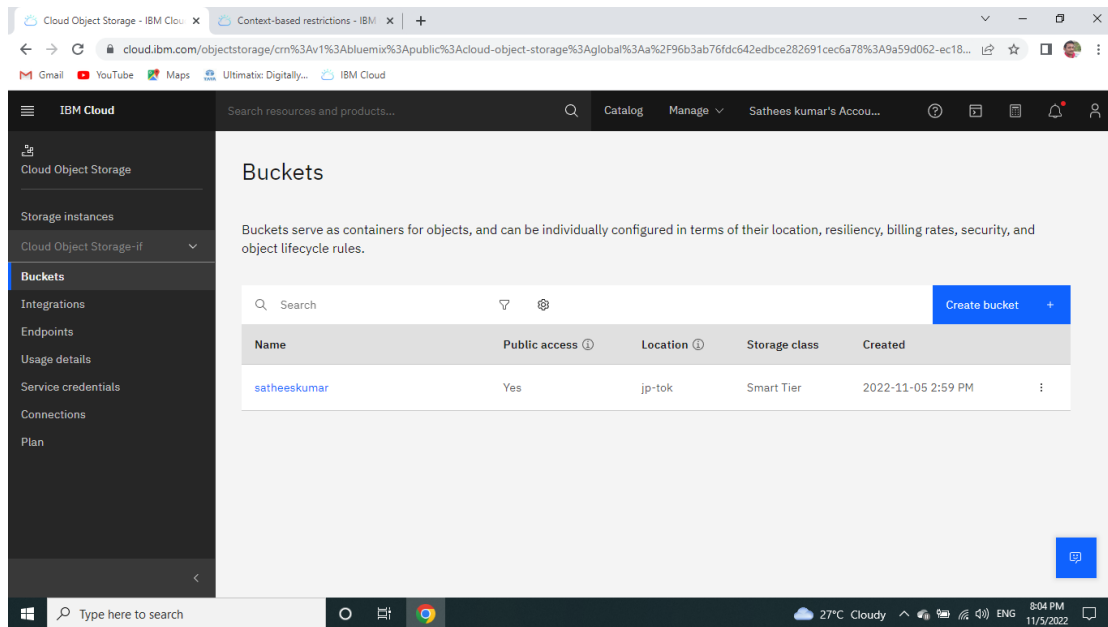 Cloud Object Storage - IBM Clou
Context-based restrictions - IBM
cloud.ibm.com/objectstorage/crn%3Av1%3Abluemix%3Apublic%3Acloud-object-storage%3Aglobal%3Aa%2F96b3ab76fdc642edbce282691cec6a78%3A9a59d062-ec18...
Gmail YouTube Maps Ultimatix: Digitally... IBM Cloud
IBM Cloud Search resources and products... Catalog Manage Sathees kumar's Accou...
Cloud Object Storage
Storage instances
Cloud Object Storage-if
Buckets
Integrations
Endpoints
Usage details
Service credentials
Connections
Plan
Buckets
Buckets serve as containers for objects, and can be individually configured in terms of their location, resiliency, billing rates, security, and
object lifecycle rules.
Search Create bucket +
Name Public access Location Storage class Created
satheeskumar Yes jp-tok Smart Tier 2022-11-05 2:59 PM
Type here to search 27°C Cloudy ENG 8:04 PM
11/5/2022